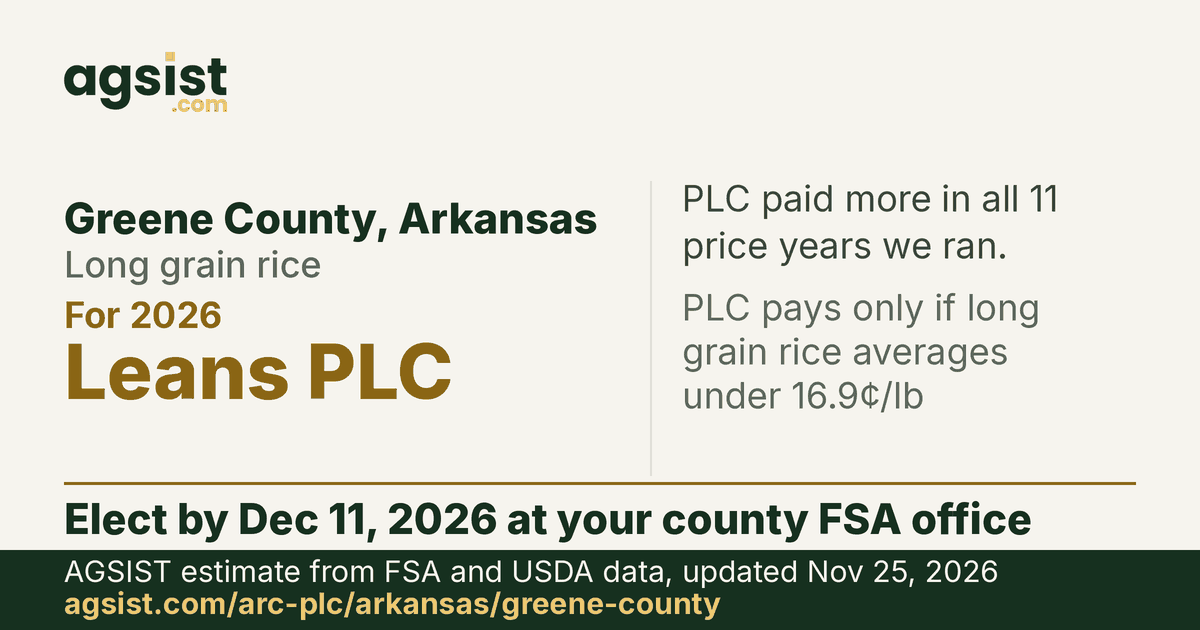 agsist
.com
Greene County, Arkansas
Long grain rice
For 2026
Leans PLC
PLC paid more in all 11
price years we ran.
PLC pays only if long
grain rice averages
under 16.9¢/lb
Elect by Dec 11, 2026 at your county FSA office
AGSIST estimate from FSA and USDA data, updated Nov 25, 2026
agsist.com/arc-plc/arkansas/greene-county